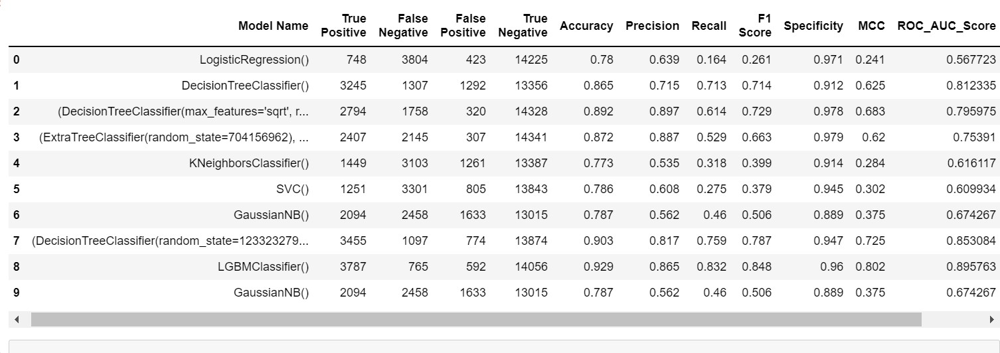 Model Name True Positive False Negative False Positive True Negative Accuracy Precision Recall F1 Score Specificity MCC ROC_AUC_Score
0 LogisticRegression() 748 3804 423 14225 0.78 0.639 0.164 0.261 0.971 0.241 0.567723
1 DecisionTreeClassifier() 3245 1307 1292 13356 0.865 0.715 0.713 0.714 0.912 0.625 0.812335
2 (DecisionTreeClassifier(max_features='sqrt', r... 2794 1758 320 14328 0.892 0.897 0.614 0.729 0.978 0.683 0.795975
3 (ExtraTreeClassifier(random_state=704156962), ... 2407 2145 307 14341 0.872 0.887 0.529 0.663 0.979 0.62 0.75391
4 KNeighborsClassifier() 1449 3103 1261 13387 0.773 0.535 0.318 0.399 0.914 0.284 0.616117
5 SVC() 1251 3301 805 13843 0.786 0.608 0.275 0.379 0.945 0.302 0.609934
6 GaussianNB() 2094 2458 1633 13015 0.787 0.562 0.46 0.506 0.889 0.375 0.674267
7 (DecisionTreeClassifier(random_state=123323279... 3455 1097 774 13874 0.903 0.817 0.759 0.787 0.947 0.725 0.853084
8 LGBMClassifier() 3787 765 592 14056 0.929 0.865 0.832 0.848 0.96 0.802 0.895763
9 GaussianNB() 2094 2458 1633 13015 0.787 0.562 0.46 0.506 0.889 0.375 0.674267